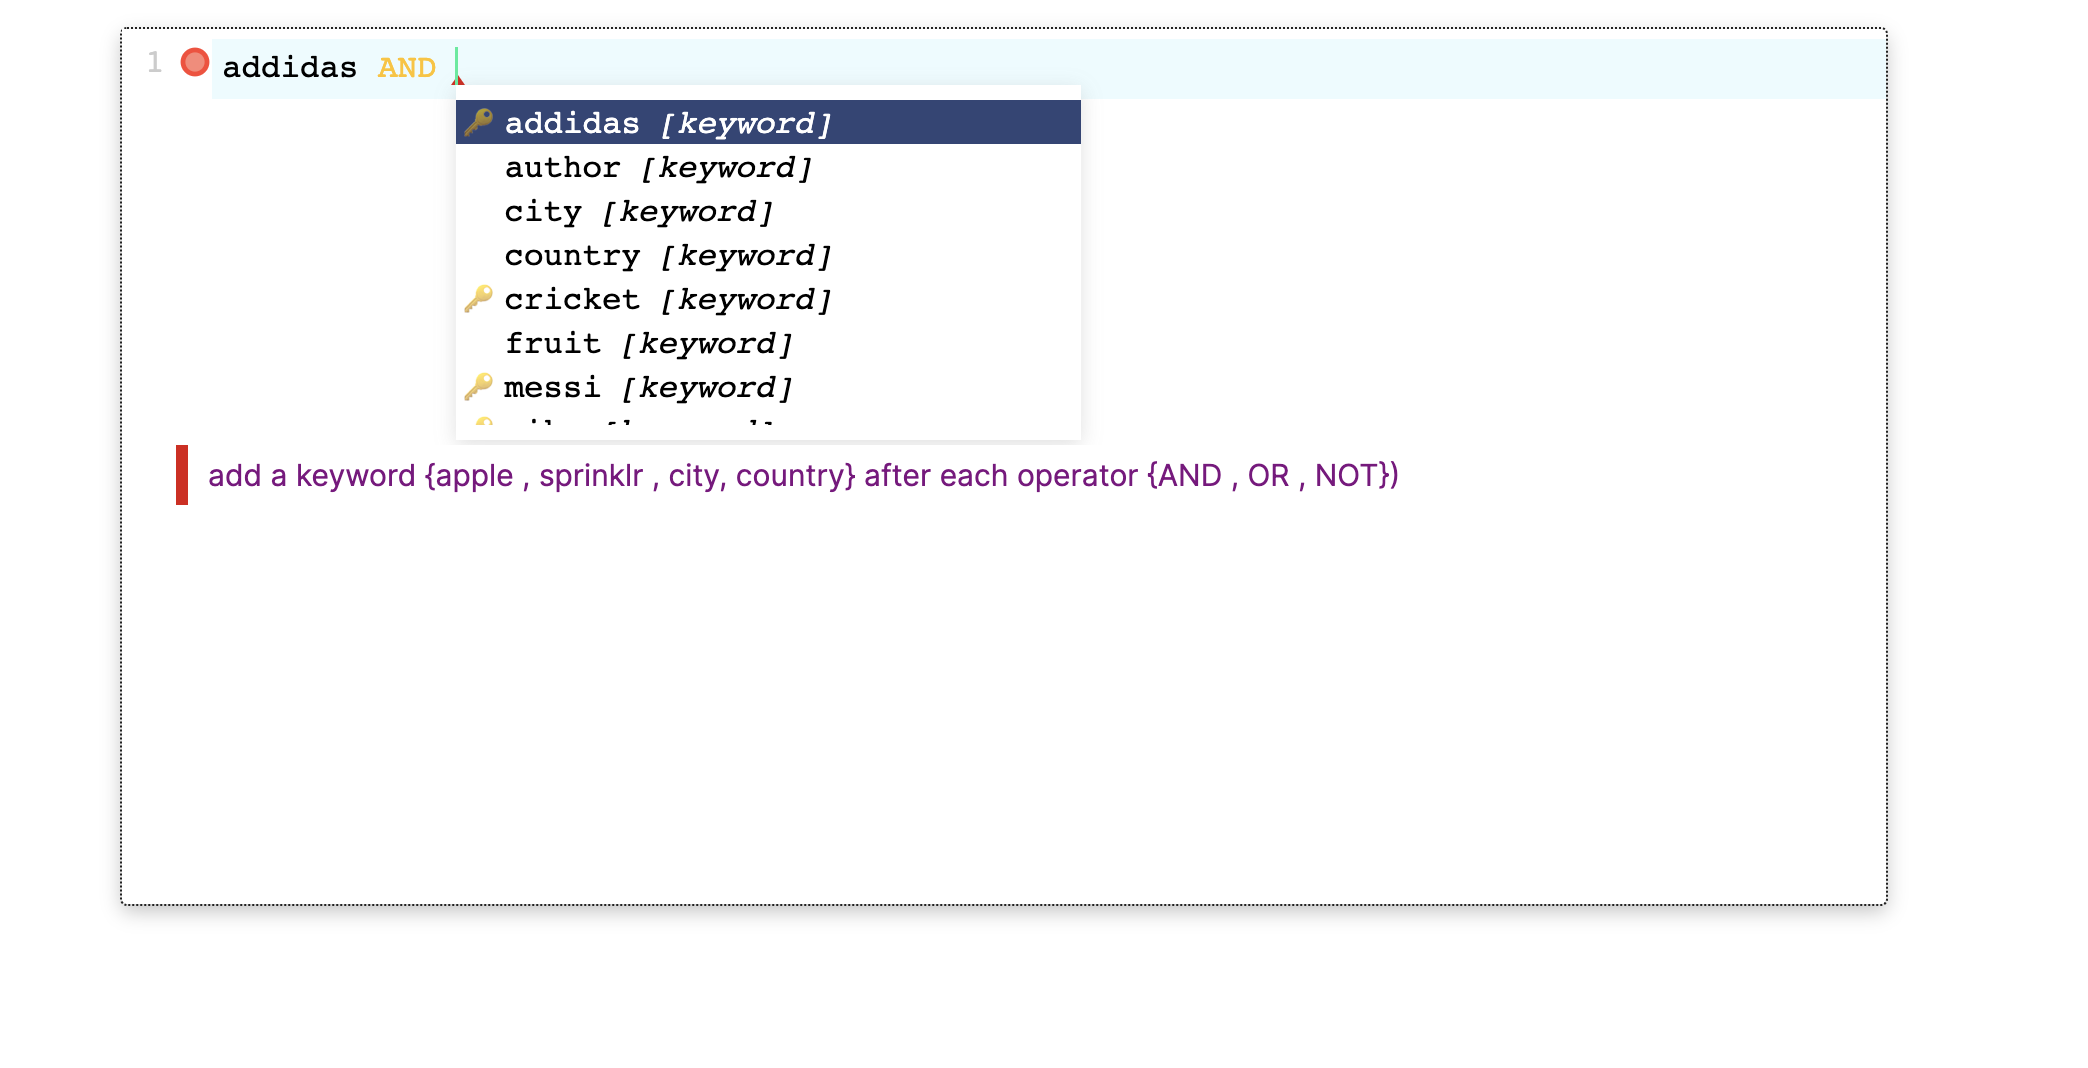 1 addidas AND
addidas [keyword]
author [keyword]
city [keyword]
country [keyword]
cricket [keyword]
fruit [keyword]
messi [keyword]
add a keyword {apple , sprinklr , city, country} after each operator {AND , OR , NOT})